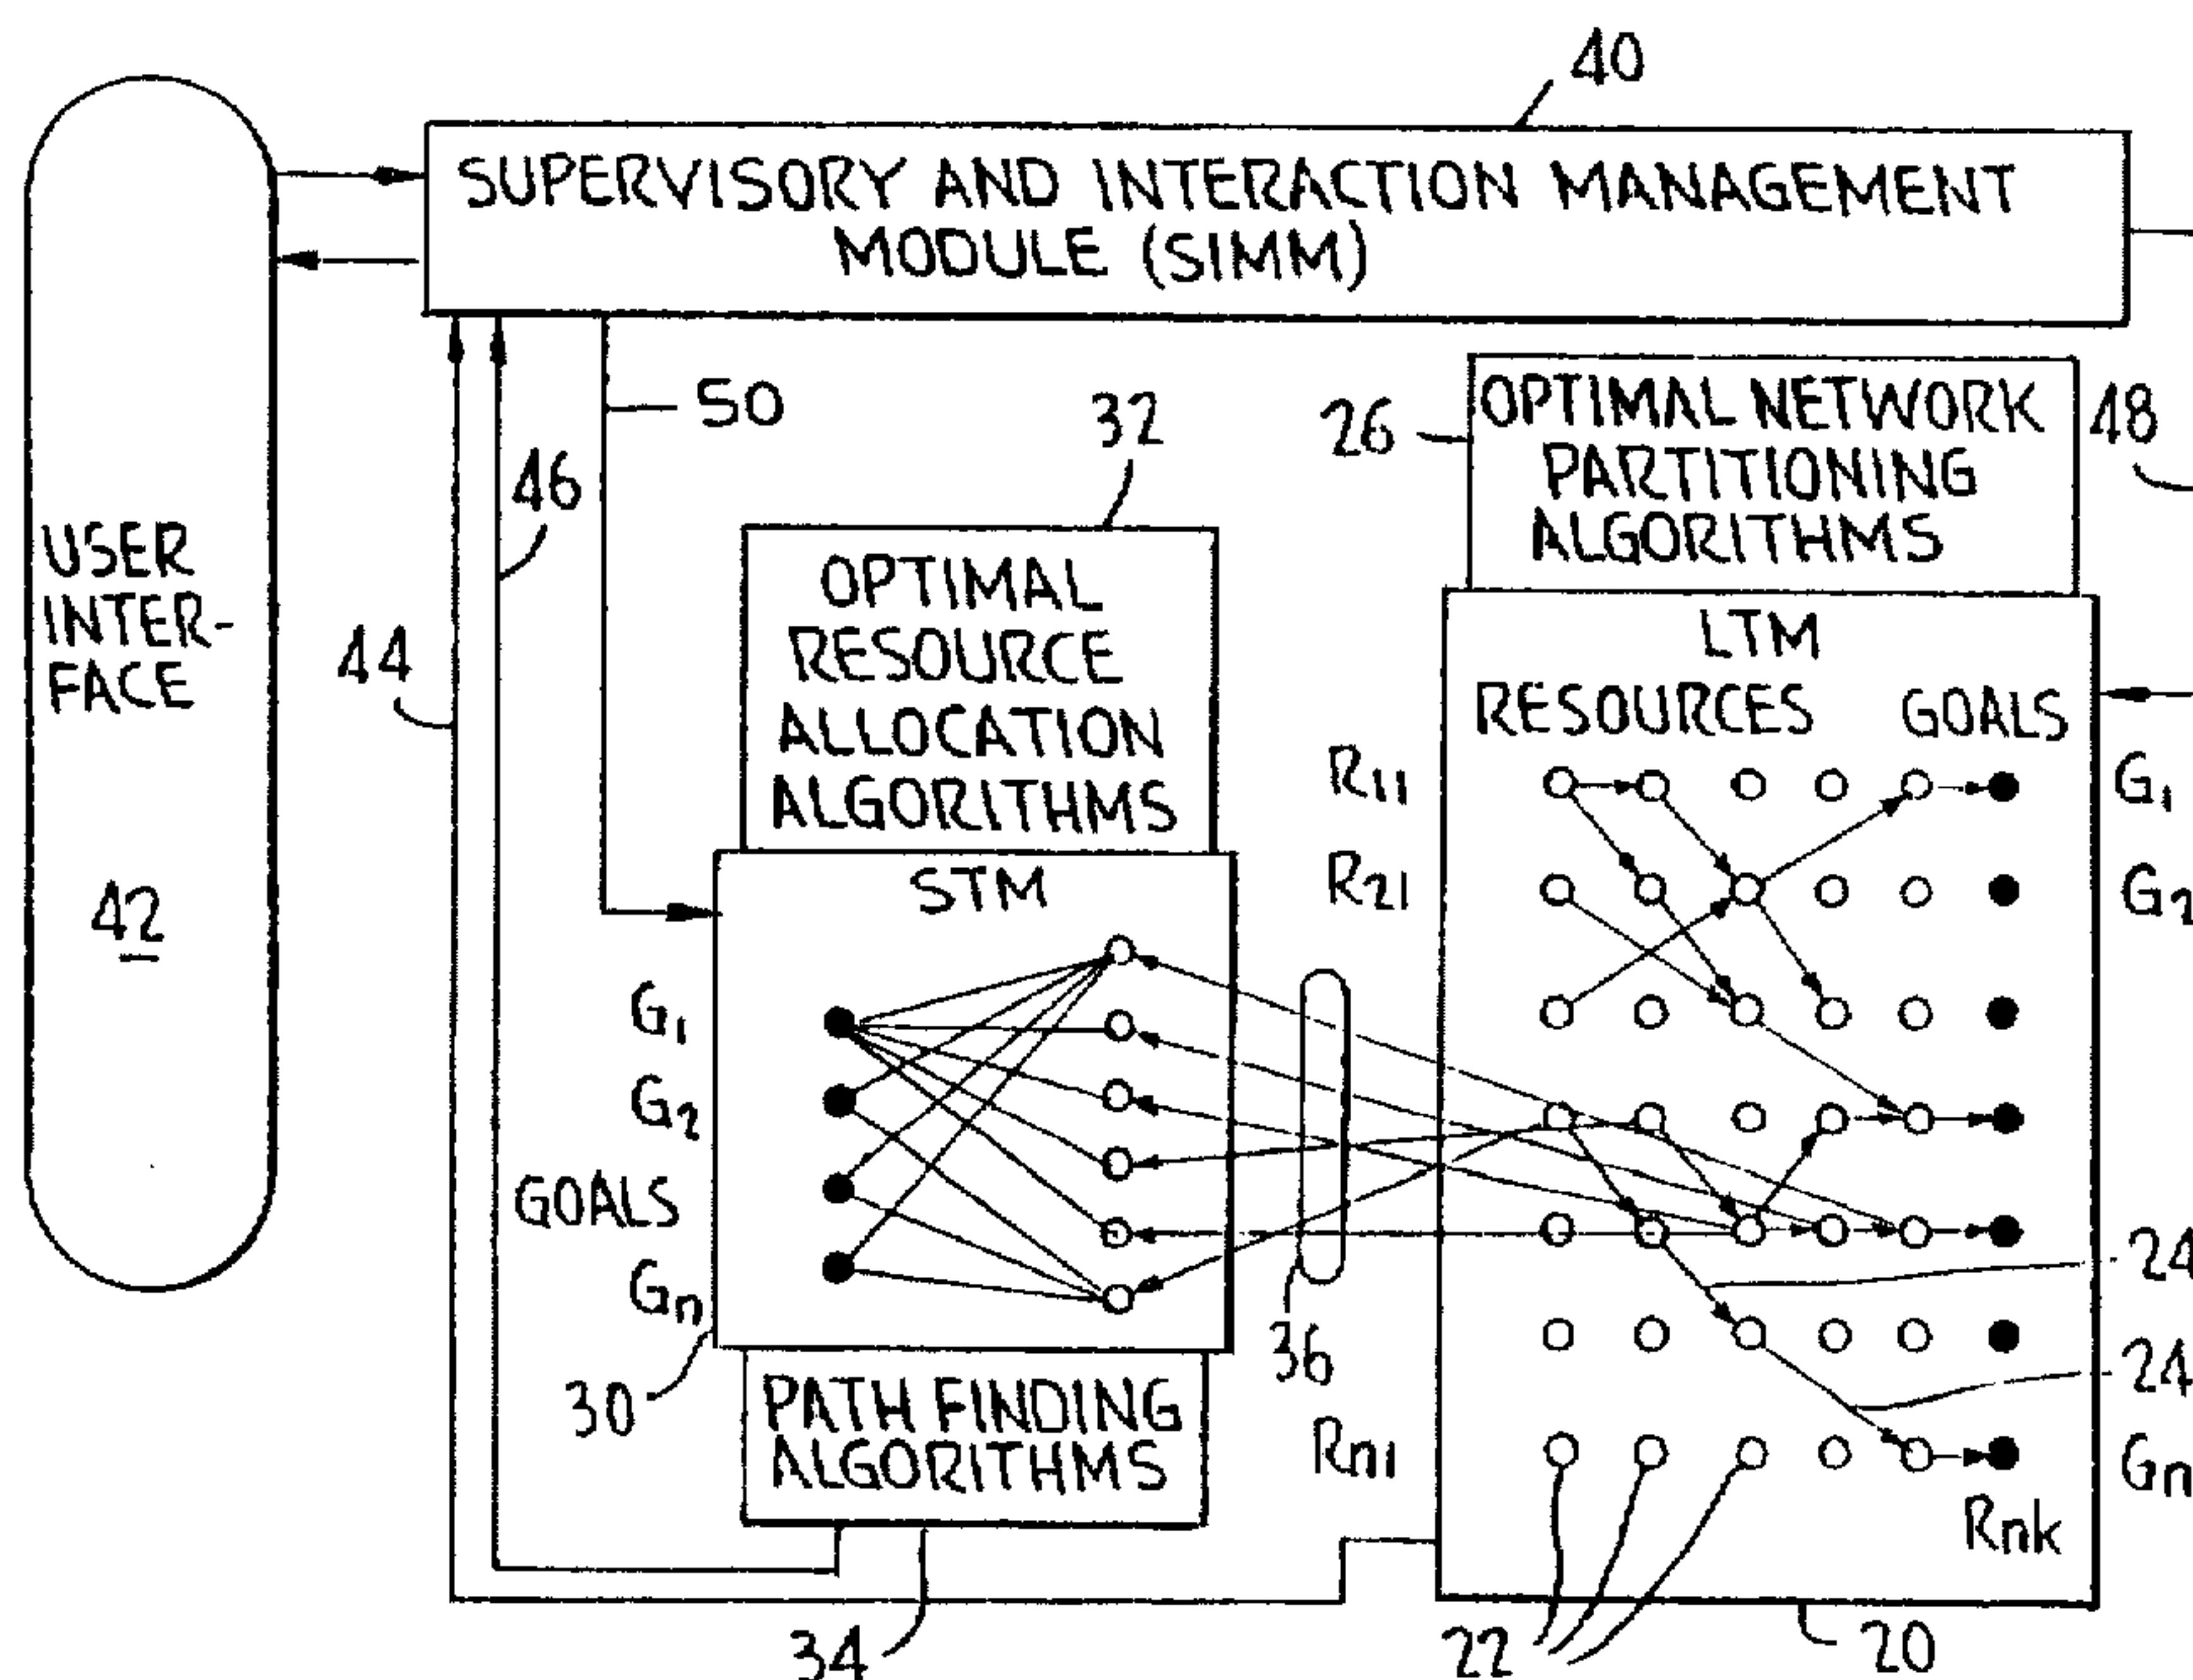 40
SUPERVISORY AND INTERACTION MANAGEMENT
MODULE (SIMM)
USER
INTER-
FACE
42
44
46
50
32
OPTIMAL
RESOURCE
ALLOCATION
ALGORITHMS
26
OPTIMAL NETWORK
PARTITIONING
ALGORITHMS
48
STM
G1
G2
GOALS
Gn
30
PATH FINDING
ALGORITHMS
34
36
LTM
RESOURCES GOALS
R11 G1
R21 G2
24
24
Rn1 Gn
Rnk
22
20